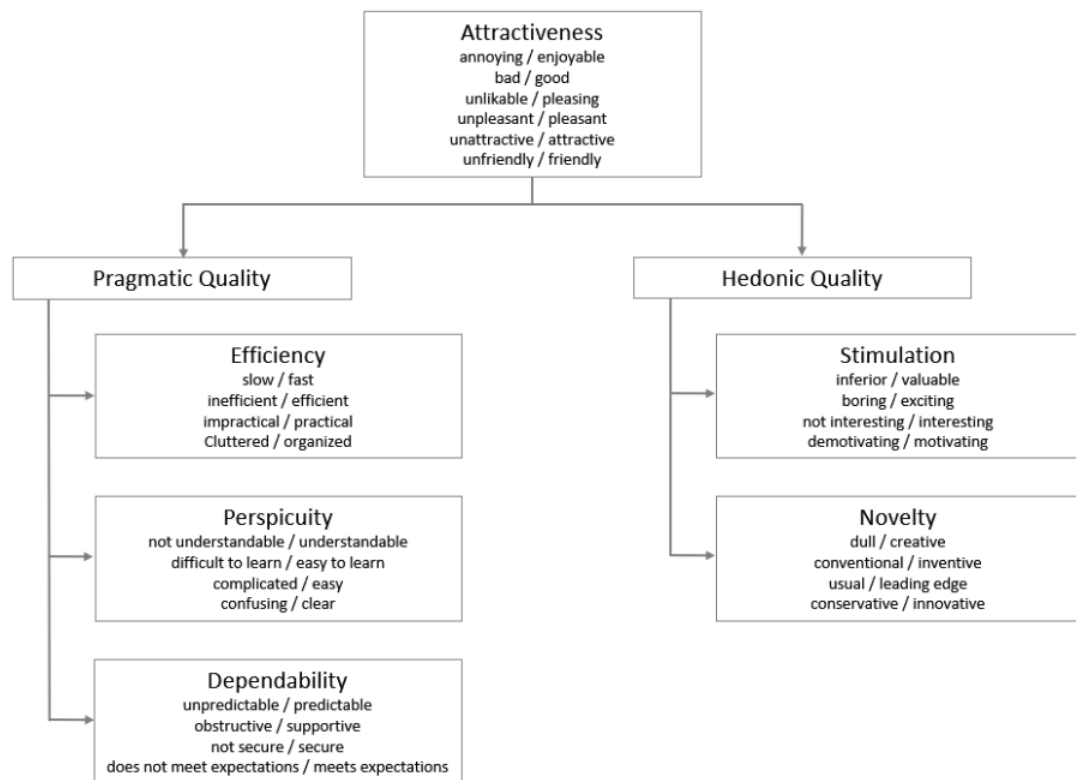 Attractiveness
annoying / enjoyable
bad / good
unlikable / pleasing
unpleasant / pleasant
unattractive / attractive
unfriendly / friendly
Pragmatic Quality
Hedonic Quality
Efficiency
slow / fast
inefficient / efficient
impractical / practical
Cluttered / organized
Perspicuity
not understandable / understandable
difficult to learn / easy to learn
complicated / easy
confusing / clear
Dependability
unpredictable / predictable
obstructive / supportive
not secure / secure
does not meet expectations / meets expectations
Stimulation
inferior / valuable
boring / exciting
not interesting / interesting
demotivating / motivating
Novelty
dull / creative
conventional / inventive
usual / leading edge
conservative / innovative